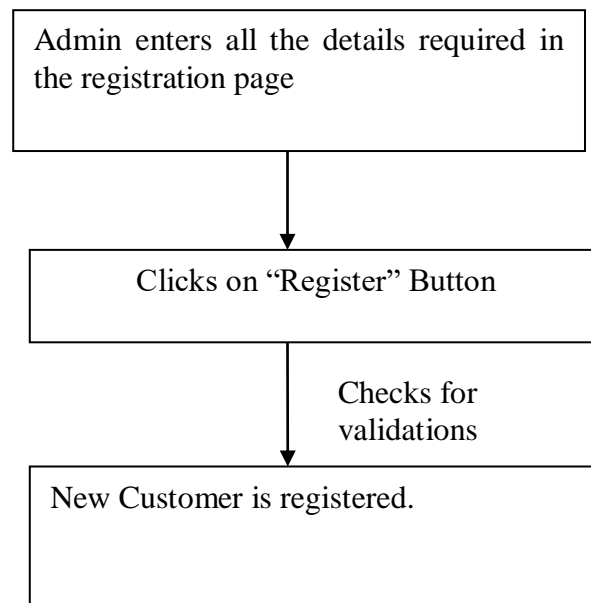 Admin enters all the details required in
the registration page
Clicks on “Register” Button
Checks for
validations
New Customer is registered.